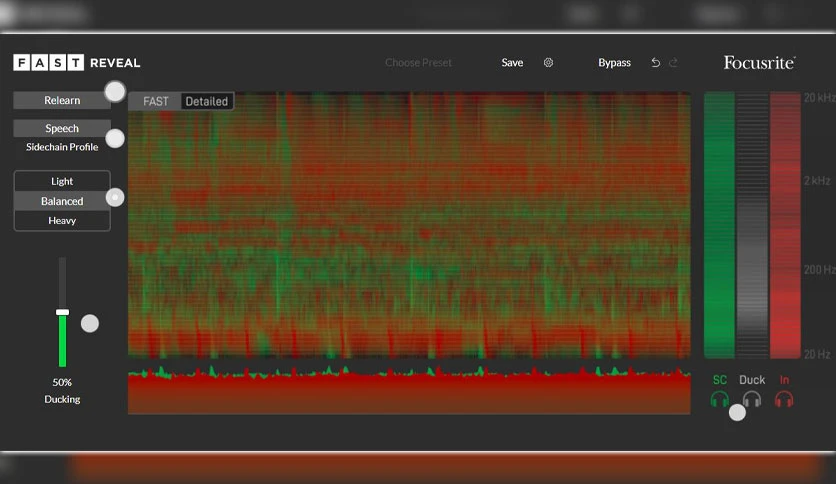 FAST REVEAL
Choose Preset
Save
Bypass
Focusrite
Relearn
Speech
Sidechain Profile
Light
Balanced
Heavy
50%
Ducking
FAST
Detailed
20 kHz
2 kHz
200 Hz
20 Hz
SC
Duck
In